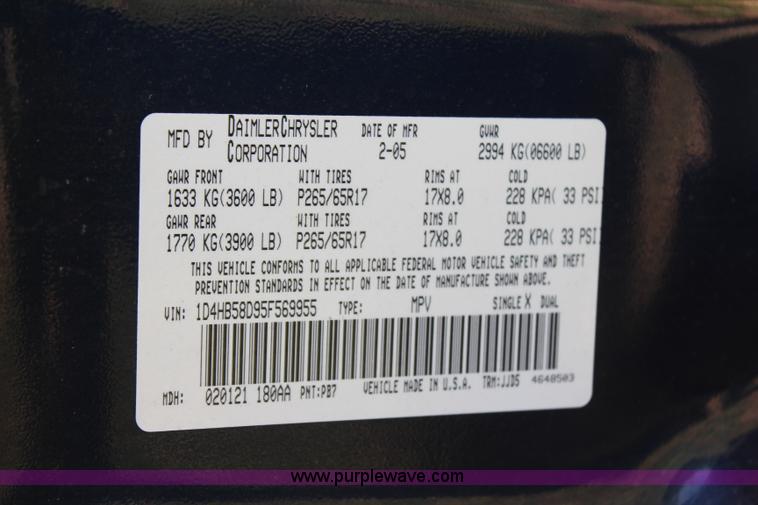 MFD BY DAIMLERCHRYSLER CORPORATION DATE OF MFR 2-05 GVWR 2994 KG(06600 LB)
GAWR FRONT WITH TIRES RIMS AT COLD
1633 KG(3600 LB) P265/65R17 17X8.0 228 KPA( 33 PSI
GAWR REAR WITH TIRES RIMS AT COLD
1770 KG(3900 LB) P265/65R17 17X8.0 228 KPA( 33 PSI
THIS VEHICLE CONFORMS TO ALL APPLICABLE FEDERAL MOTOR VEHICLE SAFETY AND THEFT
PREVENTION STANDARDS IN EFFECT ON THE DATE OF MANUFACTURE SHOWN ABOVE.
VIN: 1D4HB58D95F569955 TYPE: MPV SINGLE X DUAL
MDH: 020121 180AA PNT:PB7 VEHICLE MADE IN U.S.A. TRM:JJD5 4648503
www.purplewave.com